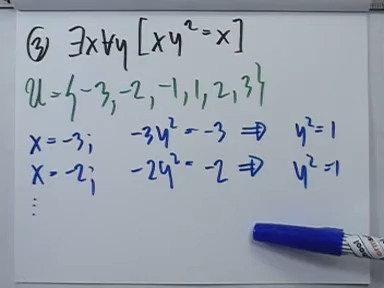 ③ ∃x∀y [xy² = x]
U = {-3, -2, -1, 1, 2, 3}
x = -3; -3y² = -3 ⇒ y² = 1
x = -2; -2y² = -2 ⇒ y² = 1
⋮